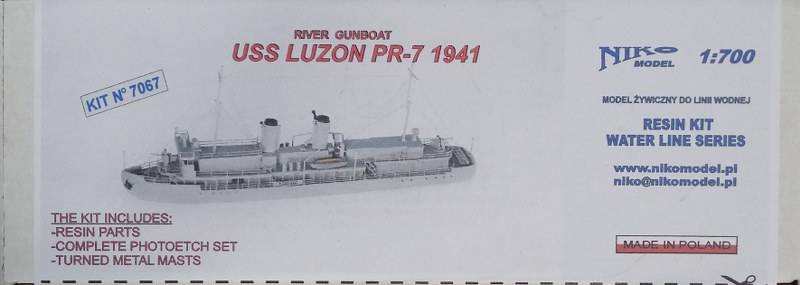 RIVER GUNBOAT
USS LUZON PR-7 1941
KIT Nº 7067
THE KIT INCLUDES:
-RESIN PARTS
-COMPLETE PHOTOETCH SET
-TURNED METAL MASTS
NIKO
MODEL
1:700
MODEL ŻYWICZNY DO LINII WODNEJ
RESIN KIT
WATER LINE SERIES
www.nikomodel.pl
niko@nikomodel.pl
MADE IN POLAND